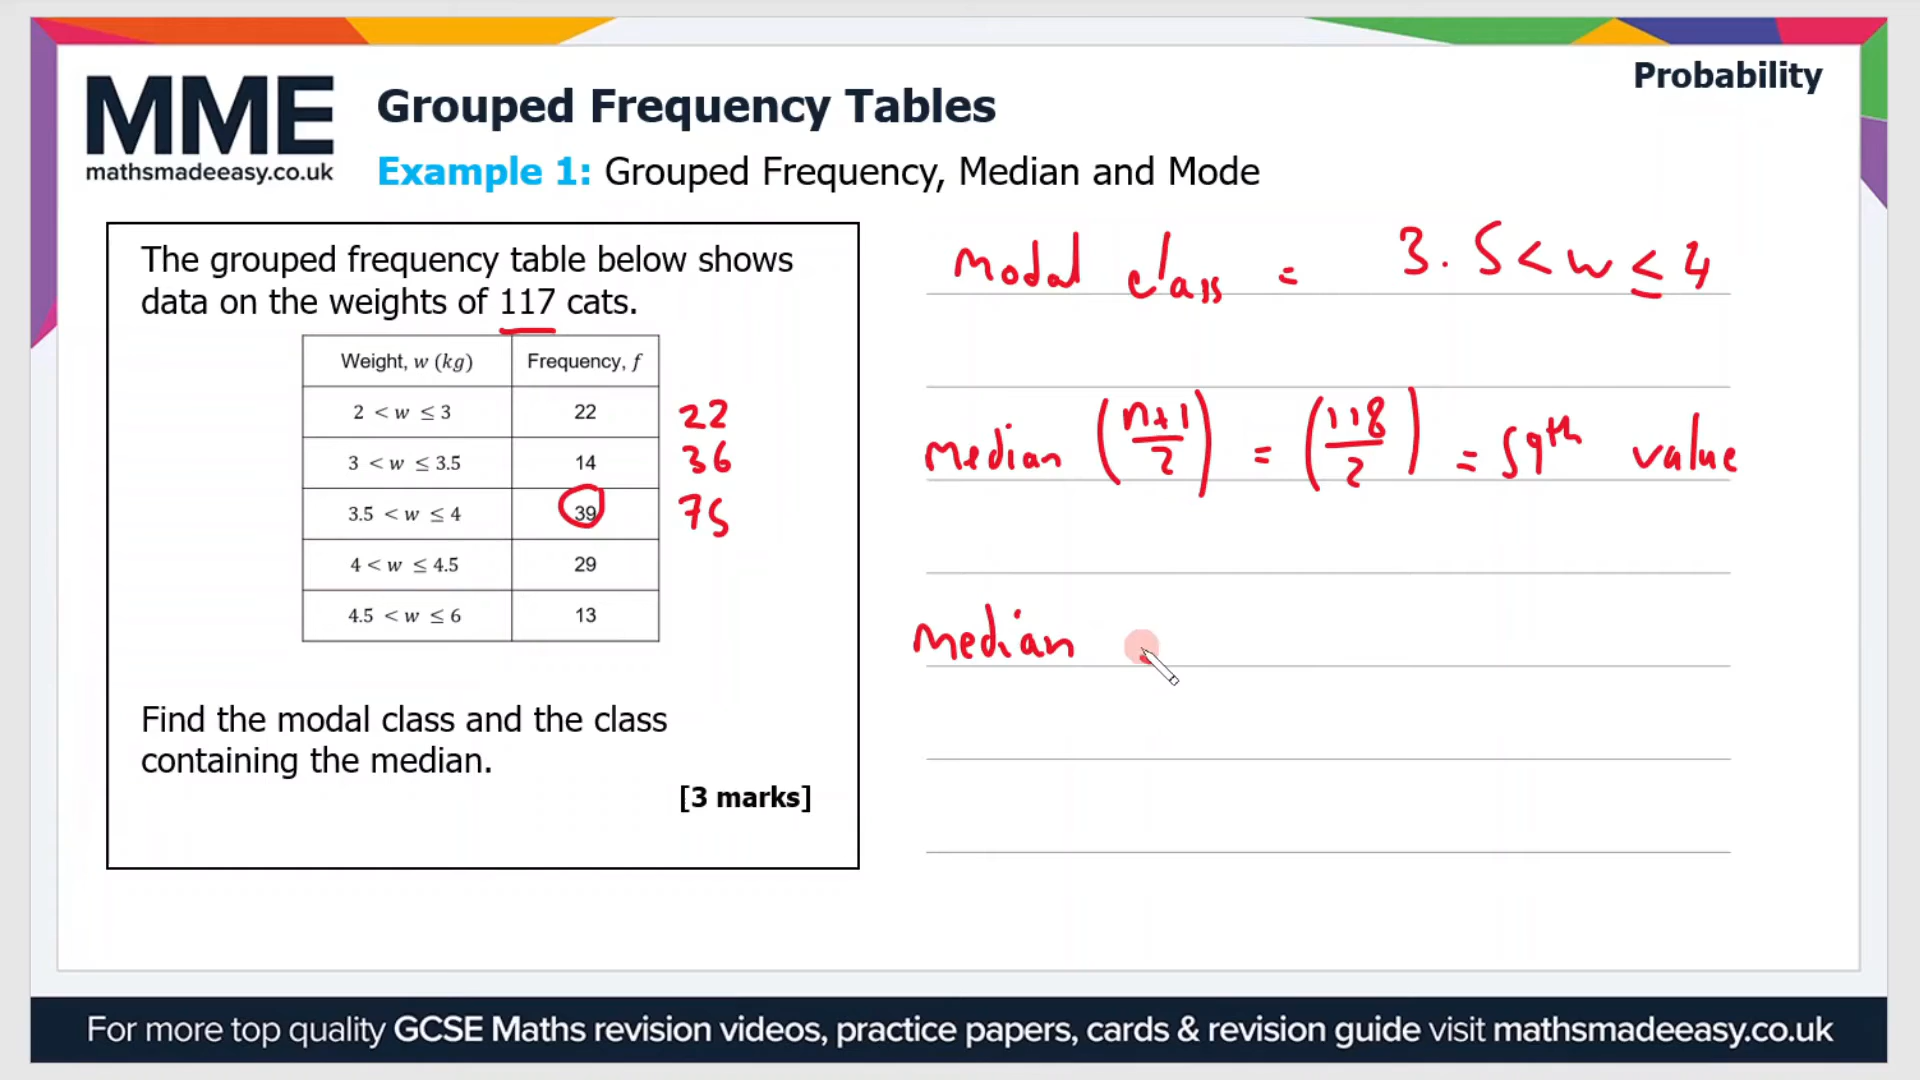 MME
mathsmadeeasy.co.uk
Grouped Frequency Tables
Probability
Example 1: Grouped Frequency, Median and Mode
The grouped frequency table below shows
data on the weights of 117 cats.
Weight, w (kg) Frequency, f
2 < w ≤ 3 22 22
3 < w ≤ 3.5 14 36
3.5 < w ≤ 4 39 75
4 < w ≤ 4.5 29
4.5 < w ≤ 6 13
Find the modal class and the class
containing the median.
[3 marks]
Modal class = 3.5 < w ≤ 4
median (n+1/2) = (118/2) = 59th value
median
For more top quality GCSE Maths revision videos, practice papers, cards & revision guide visit mathsmadeeasy.co.uk